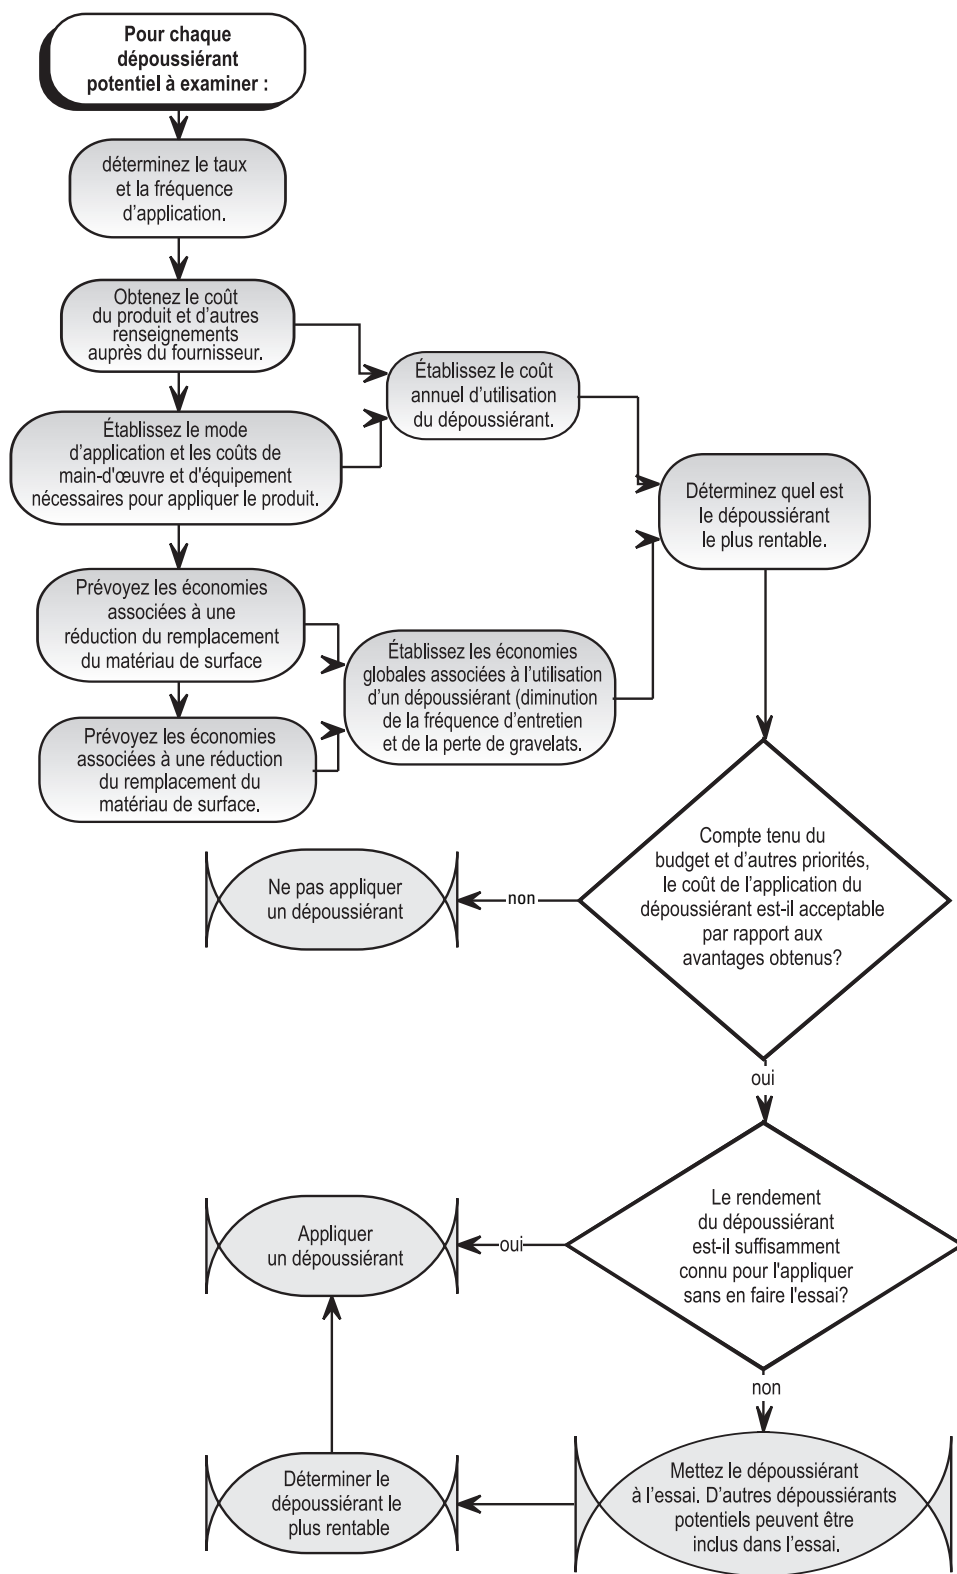 Pour chaque
dépoussiérant
potentiel à examiner :
déterminez le taux
et la fréquence
d'application.
Obtenez le coût
du produit et d'autres
renseignements
auprès du fournisseur.
Établissez le coût
annuel d'utilisation
du dépoussiérant.
Établissez le mode
d'application et les coûts de
main-d'œuvre et d'équipement
nécessaires pour appliquer le produit.
Déterminez quel est
le dépoussiérant
le plus rentable.
Prévoyez les économies
associées à une
réduction du remplacement
du matériau de surface
Établissez les économies
globales associées à l'utilisation
d'un dépoussiérant (diminution
de la fréquence d'entretien
et de la perte de gravelats.
Prévoyez les économies
associées à une réduction
du remplacement du
matériau de surface.
Compte tenu du
budget et d'autres priorités,
le coût de l'application du
dépoussiérant est-il acceptable
par rapport aux
avantages obtenus?
non
Ne pas appliquer
un dépoussiérant
oui
Le rendement
du dépoussiérant
est-il suffisamment
connu pour l'appliquer
sans en faire l'essai?
oui
Appliquer
un dépoussiérant
non
Mettez le dépoussiérant
à l'essai. D'autres dépoussiérants
potentiels peuvent être
inclus dans l'essai.
Déterminer le
dépoussiérant le
plus rentable